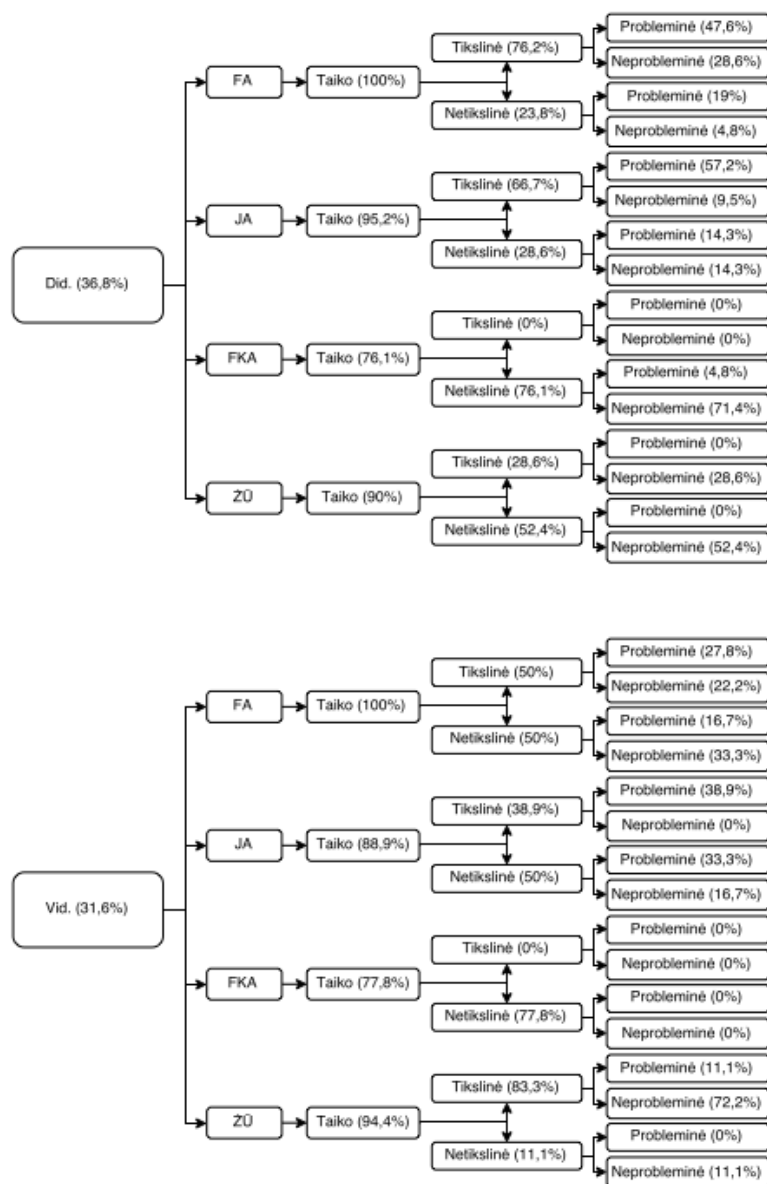 Did. (36,8%)
FA
Taiko (100%)
Tikslinė (76,2%)
Probleminė (47,6%)
Neprobleminė (28,6%)
Netikslinė (23,8%)
Probleminė (19%)
Neprobleminė (4,8%)
JA
Taiko (95,2%)
Tikslinė (66,7%)
Probleminė (57,2%)
Neprobleminė (9,5%)
Netikslinė (28,6%)
Probleminė (14,3%)
Neprobleminė (14,3%)
FKA
Taiko (76,1%)
Tikslinė (0%)
Probleminė (0%)
Neprobleminė (0%)
Netikslinė (76,1%)
Probleminė (4,8%)
Neprobleminė (71,4%)
ŽŪ
Taiko (90%)
Tikslinė (28,6%)
Probleminė (0%)
Neprobleminė (28,6%)
Netikslinė (52,4%)
Probleminė (0%)
Neprobleminė (52,4%)
Vid. (31,6%)
FA
Taiko (100%)
Tikslinė (50%)
Probleminė (27,8%)
Neprobleminė (22,2%)
Netikslinė (50%)
Probleminė (16,7%)
Neprobleminė (33,3%)
JA
Taiko (88,9%)
Tikslinė (38,9%)
Probleminė (38,9%)
Neprobleminė (0%)
Netikslinė (50%)
Probleminė (33,3%)
Neprobleminė (16,7%)
FKA
Taiko (77,8%)
Tikslinė (0%)
Probleminė (0%)
Neprobleminė (0%)
Netikslinė (77,8%)
Probleminė (0%)
Neprobleminė (0%)
ŽŪ
Taiko (94,4%)
Tikslinė (83,3%)
Probleminė (11,1%)
Neprobleminė (72,2%)
Netikslinė (11,1%)
Probleminė (0%)
Neprobleminė (11,1%)